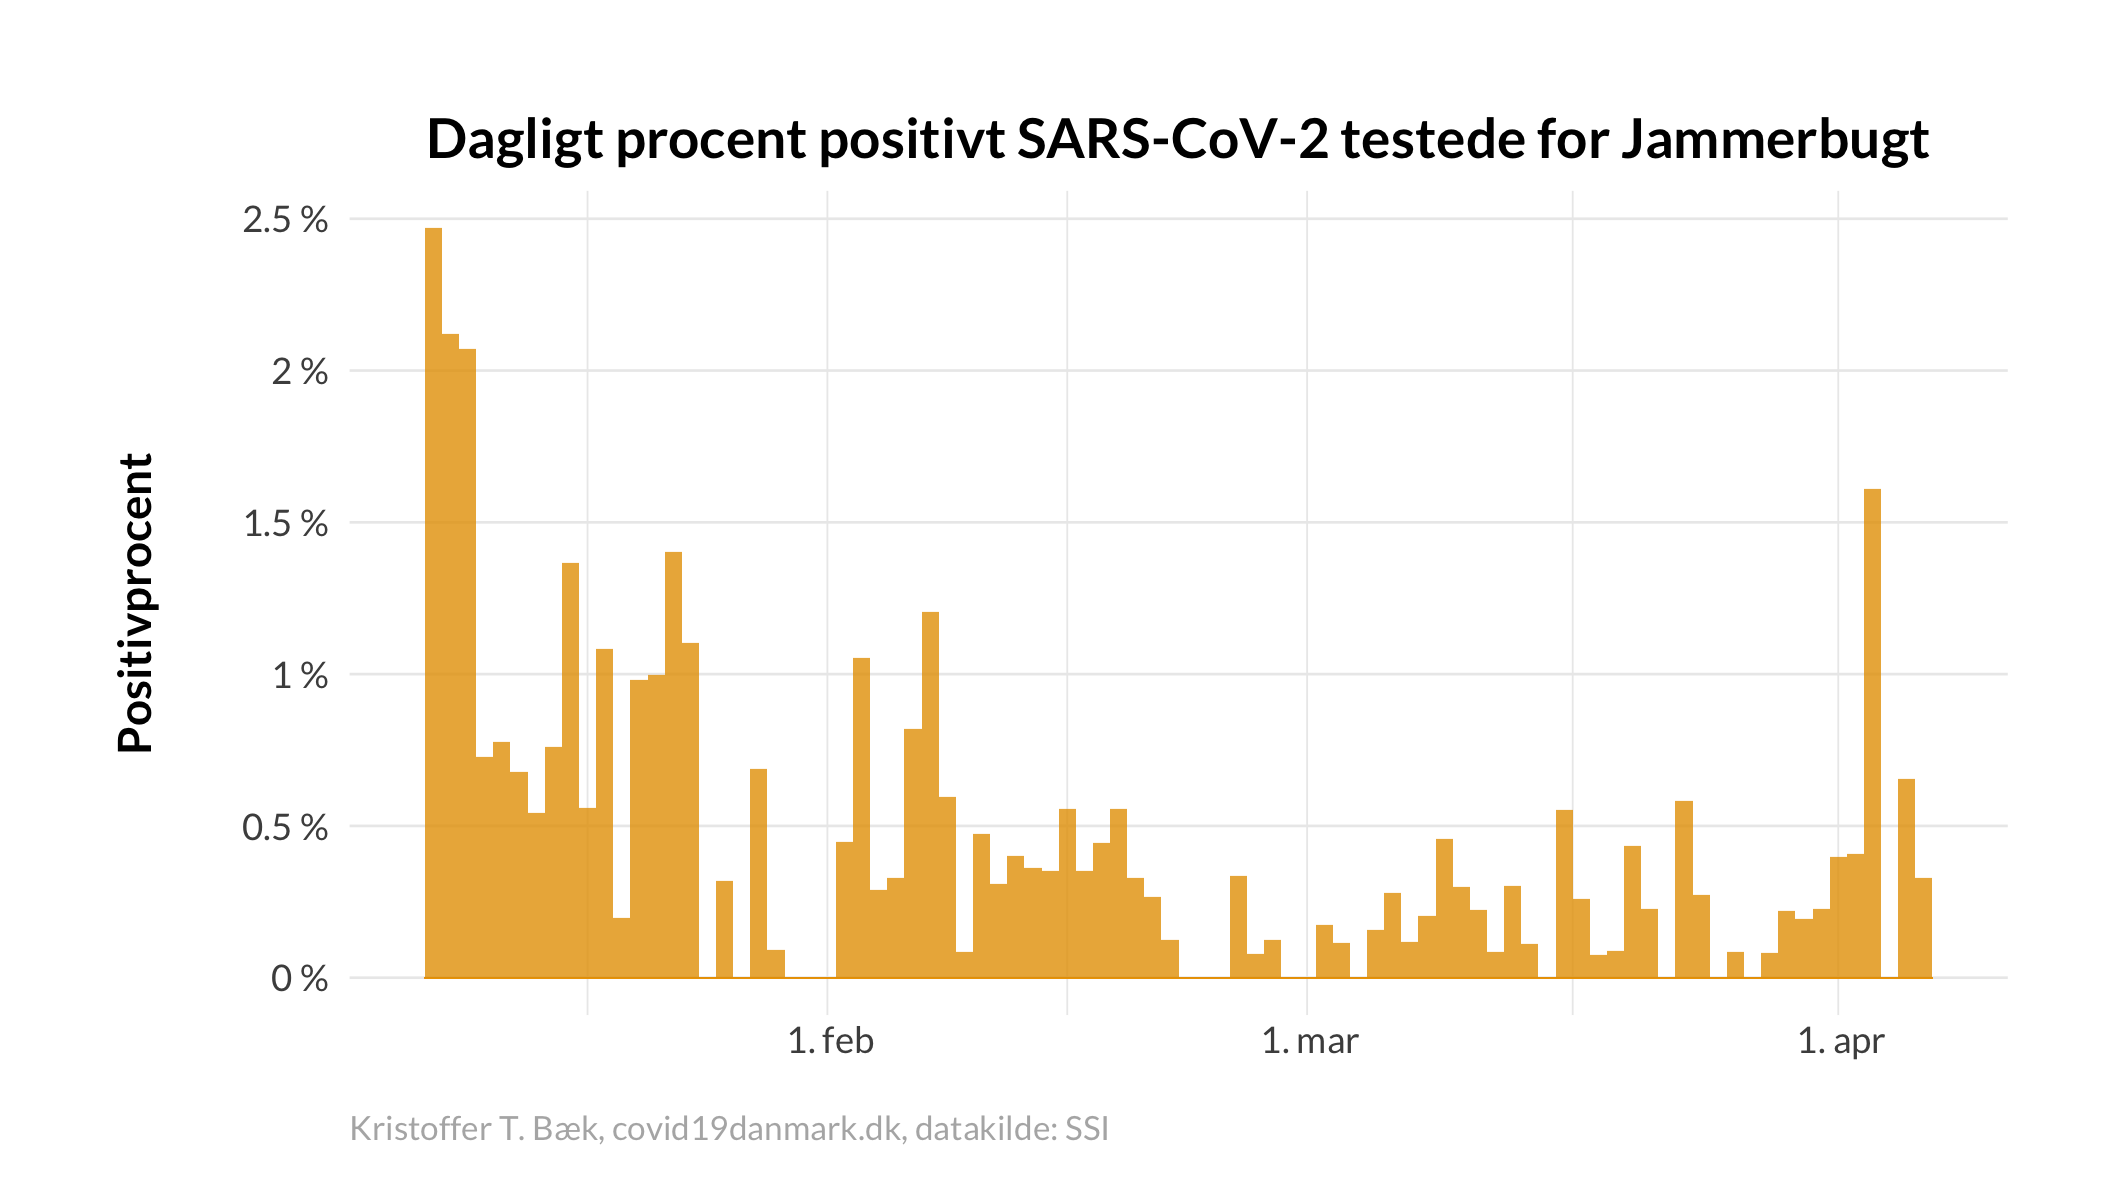 Dagligt procent positivt SARS-CoV-2 testede for Jammerbugt
Positivprocent
2.5 %
2 %
1.5 %
1 %
0.5 %
0 %
1. feb
1. mar
1. apr
Kristoffer T. Bæk, covid19danmark.dk, datakilde: SSI